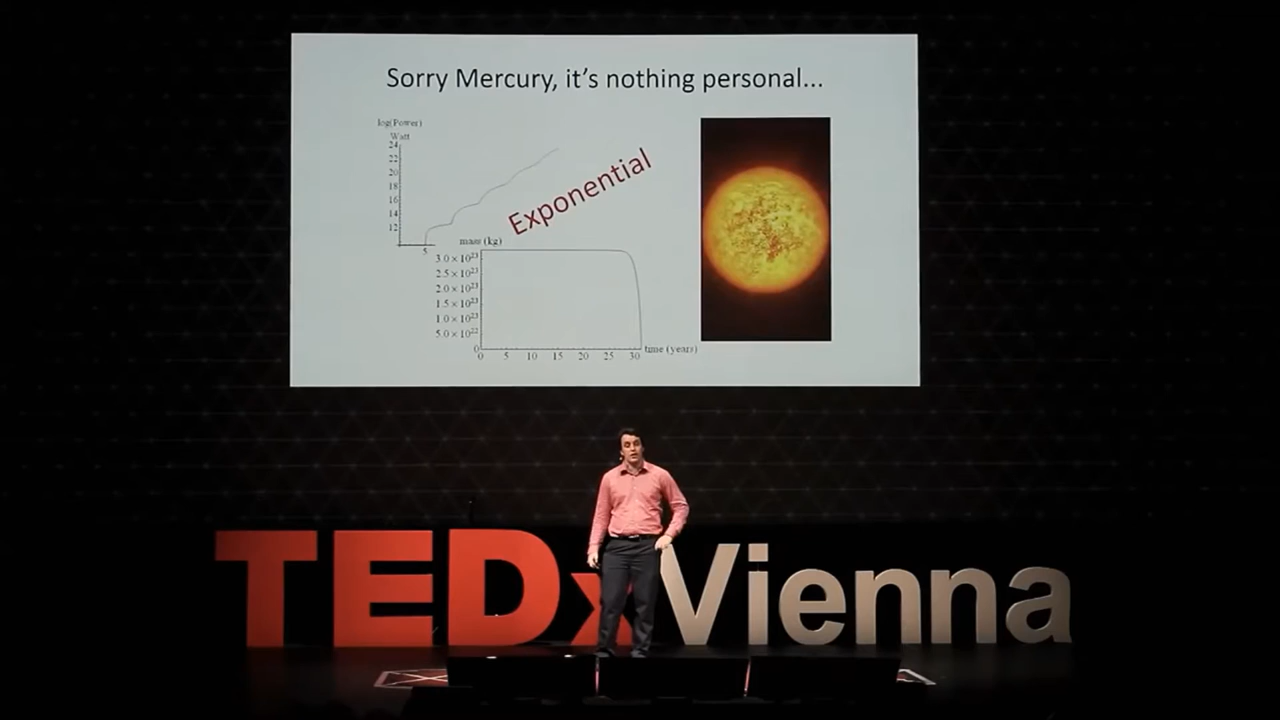 Sorry Mercury, it's nothing personal...
log(Power)
Watt
24
22
20
18
16
14
12
5
Exponential
mass (kg)
3.0 × 10²³
2.5 × 10²³
2.0 × 10²³
1.5 × 10²³
1.0 × 10²³
5.0 × 10²²
0
0 5 10 15 20 25 30
time (years)
TEDxVienna